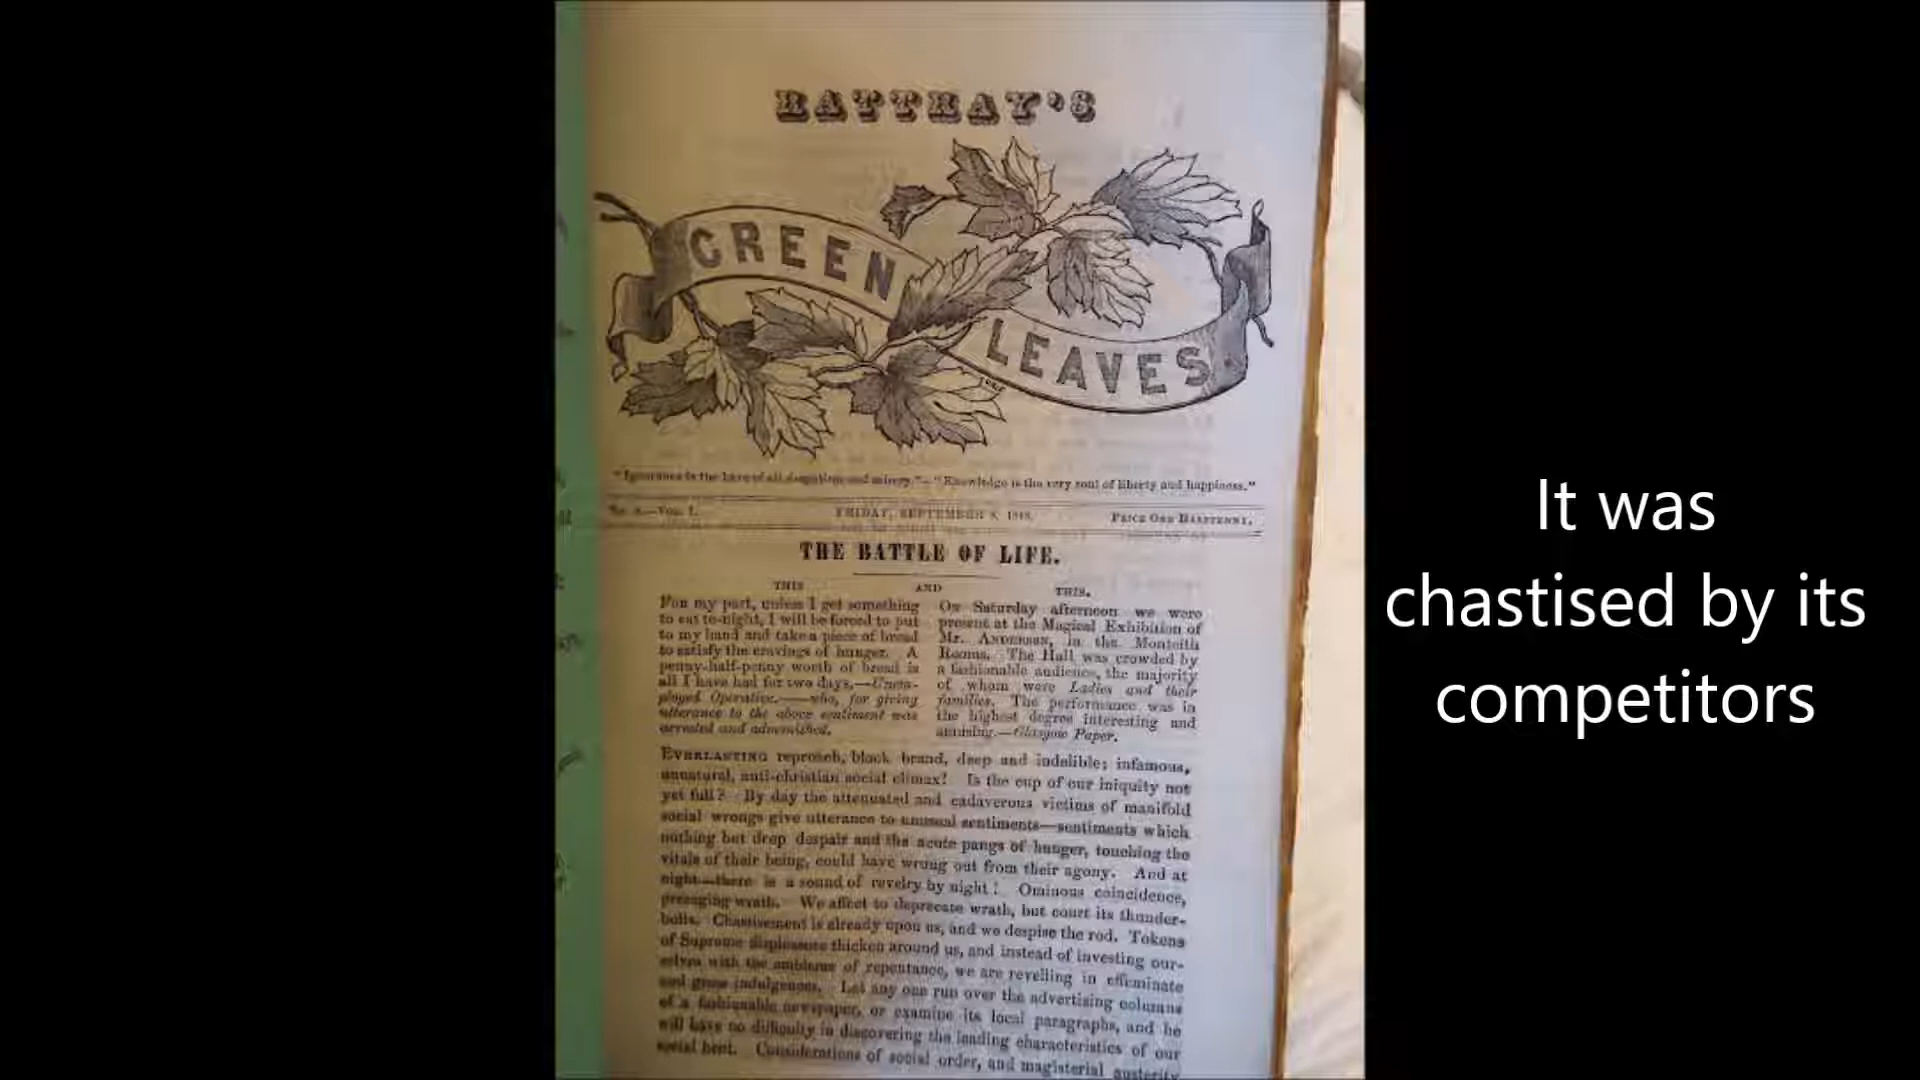 RATTRAY'S
GREEN
LEAVES
"Ignorance is the bane of all despotism and misery."—"Knowledge is the very soul of liberty and happiness."
No. 8.—Vol. I. FRIDAY, SEPTEMBER 8, 1848. Price One Halfpenny.
THE BATTLE OF LIFE.
THIS AND THIS.
For my part, unless I get something
to eat to-night, I will be forced to put
to my hand and take a piece of bread
to satisfy the cravings of hunger. A
penny-half-penny worth of bread is
all I have had for two days.—Unem-
ployed Operative.——who, for giving
utterance to the above sentiment was
arrested and admonished.
On Saturday afternoon we were
present at the Magical Exhibition of
Mr. Anderson, in the Monteith
Rooms. The Hall was crowded by
a fashionable audience, the majority
of whom were Ladies and their
families. The performance was in
the highest degree interesting and
amusing.—Glasgow Paper.
Everlasting reproach, black brand, deep and indelible; infamous,
unnatural, anti-christian social climax! Is the cup of our iniquity not
yet full? By day the attenuated and cadaverous victims of manifold
social wrongs give utterance to unusual sentiments—sentiments which
nothing but deep despair and the acute pangs of hunger, touching the
vitals of their being, could have wrung out from their agony. And at
night—there is a sound of revelry by night! Ominous coincidence,
presaging wrath. We affect to deprecate wrath, but court its thunder-
bolts. Chastisement is already upon us, and we despise the rod. Tokens
of Supreme displeasure thicken around us, and instead of investing our-
selves with the emblems of repentance, we are revelling in effeminate
and gross indulgences. Let any one run over the advertising columns
of a fashionable newspaper, or examine its local paragraphs, and he
will have no difficulty in discovering the leading characteristics of our
social bent. Considerations of social order, and magisterial austerity
It was
chastised by its
competitors